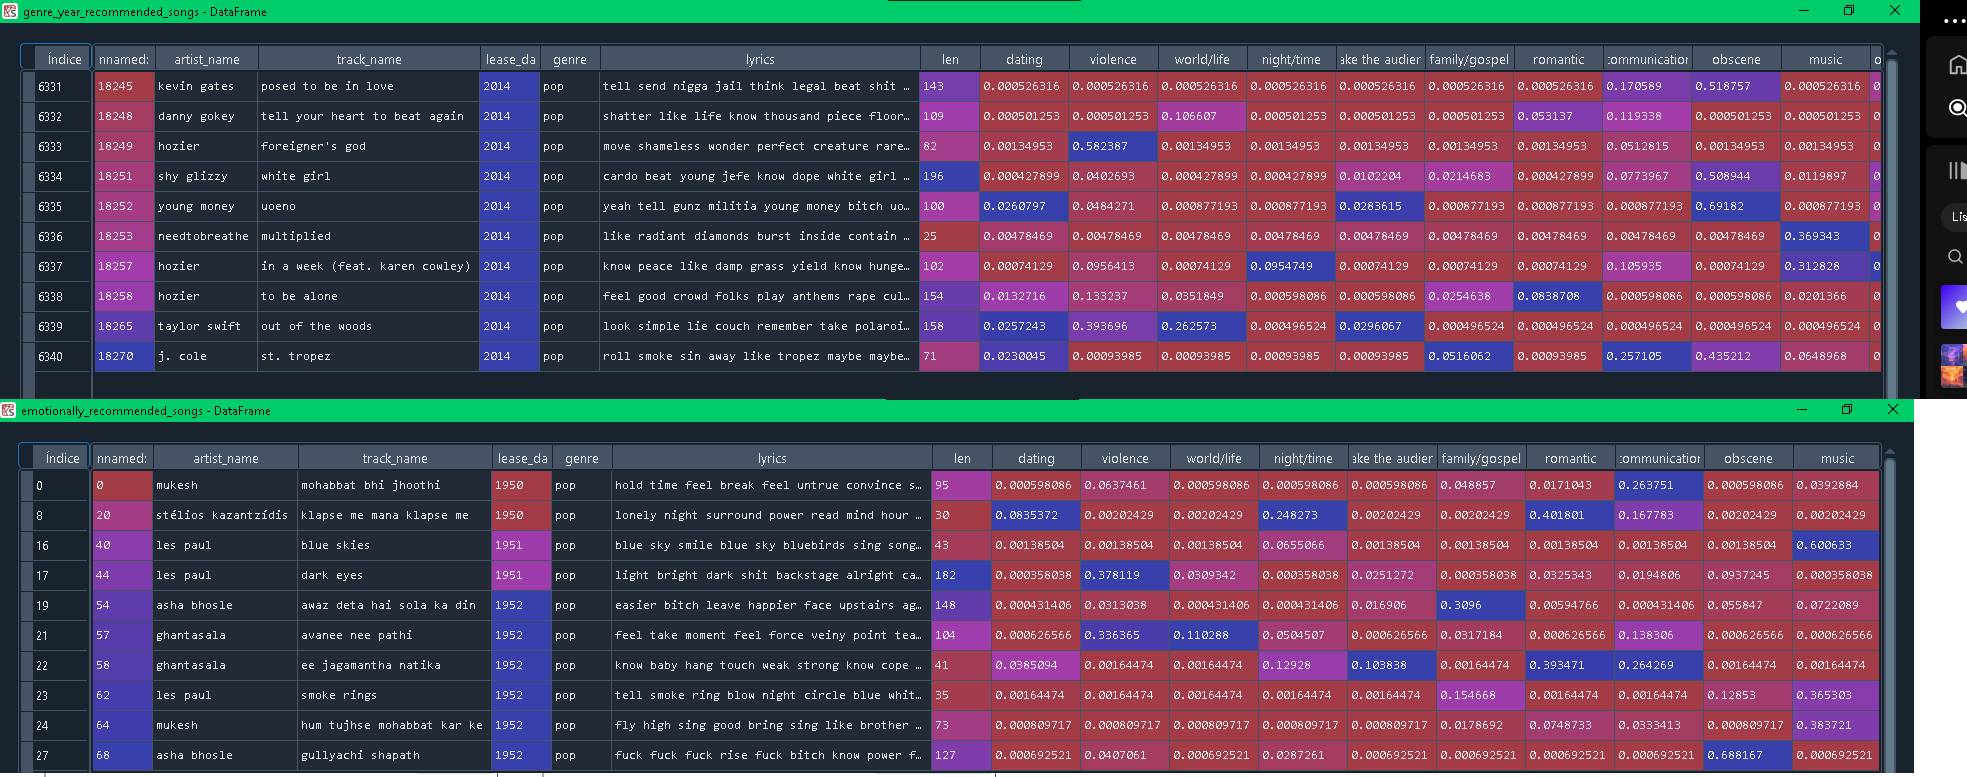 genre_year_recommended_songs - DataFrame
Índice nnamed: artist_name track_name lease_da genre lyrics len dating violence world/life night/time ake the audier family/gospel romantic ommunication obscene music o
6331 18245 kevin gates posed to be in love 2014 pop tell send nigga jail think legal beat shit … 143 0.000526316 0.000526316 0.000526316 0.000526316 0.000526316 0.000526316 0.000526316 0.170589 0.518757 0.000526316 0
6332 18248 danny gokey tell your heart to beat again 2014 pop shatter like life know thousand piece floor… 109 0.000501253 0.000501253 0.106607 0.000501253 0.000501253 0.000501253 0.053137 0.119338 0.000501253 0.000501253 0
6333 18249 hozier foreigner's god 2014 pop move shameless wonder perfect creature rare… 82 0.00134953 0.582387 0.00134953 0.00134953 0.00134953 0.00134953 0.00134953 0.0512815 0.00134953 0.00134953 0
6334 18251 shy glizzy white girl 2014 pop cardo beat young jefe know dope white girl … 196 0.000427899 0.0402693 0.000427899 0.000427899 0.0102204 0.0214683 0.000427899 0.0773967 0.508944 0.0119897 0
6335 18252 young money uoeno 2014 pop yeah tell gunz militia young money bitch uo… 100 0.0260797 0.0484271 0.000877193 0.000877193 0.0283615 0.000877193 0.000877193 0.000877193 0.69182 0.000877193 0
6336 18253 needtobreathe multiplied 2014 pop like radiant diamonds burst inside contain … 25 0.00478469 0.00478469 0.00478469 0.00478469 0.00478469 0.00478469 0.00478469 0.00478469 0.00478469 0.369343 0
6337 18257 hozier in a week (feat. karen cowley) 2014 pop know peace like damp grass yield know hunge… 102 0.00074129 0.0956413 0.00074129 0.0954749 0.00074129 0.00074129 0.00074129 0.105935 0.00074129 0.312828 0
6338 18258 hozier to be alone 2014 pop feel good crowd folks play anthems rape cul… 154 0.0132716 0.133237 0.0351849 0.000598086 0.000598086 0.0254638 0.0838708 0.000598086 0.000598086 0.0201366 0
6339 18265 taylor swift out of the woods 2014 pop look simple lie couch remember take polaroi… 158 0.0257243 0.393696 0.262573 0.000496524 0.0296067 0.000496524 0.000496524 0.000496524 0.000496524 0.000496524 0
6340 18270 j. cole st. tropez 2014 pop roll smoke sin away like tropez maybe maybe… 71 0.0230045 0.00093985 0.00093985 0.00093985 0.00093985 0.0516062 0.00093985 0.257105 0.435212 0.0648968 0
Lis
emotionally_recommended_songs - DataFrame
Índice nnamed: artist_name track_name lease_da genre lyrics len dating violence world/life night/time ake the audier family/gospel romantic ommunication obscene music
0 0 mukesh mohabbat bhi jhoothi 1950 pop hold time feel break feel untrue convince s… 95 0.000598086 0.0637461 0.000598086 0.000598086 0.000598086 0.048857 0.0171043 0.263751 0.000598086 0.0392884
8 20 stélios kazantzídis klapse me mana klapse me 1950 pop lonely night surround power read mind hour … 30 0.0835372 0.00202429 0.00202429 0.248273 0.00202429 0.00202429 0.401801 0.167783 0.00202429 0.00202429
16 40 les paul blue skies 1951 pop blue sky smile blue sky bluebirds sing song… 43 0.00138504 0.00138504 0.00138504 0.0655066 0.00138504 0.00138504 0.00138504 0.00138504 0.00138504 0.600633
17 44 les paul dark eyes 1951 pop light bright dark shit backstage alright ca… 182 0.000358038 0.378119 0.0309342 0.000358038 0.0251272 0.000358038 0.0325343 0.0194806 0.0937245 0.000358038
19 54 asha bhosle awaz deta hai sola ka din 1952 pop easier bitch leave happier face upstairs ag… 148 0.000431406 0.0313038 0.000431406 0.000431406 0.016906 0.3096 0.00594766 0.000431406 0.055847 0.0722089
21 57 ghantasala avanee nee pathi 1952 pop feel take moment feel force veiny point tea… 104 0.000626566 0.336365 0.110288 0.0504507 0.000626566 0.0317184 0.000626566 0.138306 0.000626566 0.000626566
22 58 ghantasala ee jagamantha natika 1952 pop know baby hang touch weak strong know cope … 41 0.0385094 0.00164474 0.00164474 0.12928 0.103838 0.00164474 0.393471 0.264269 0.00164474 0.00164474
23 62 les paul smoke rings 1952 pop tell smoke ring blow night circle blue whit… 35 0.00164474 0.00164474 0.00164474 0.00164474 0.00164474 0.154668 0.00164474 0.00164474 0.12853 0.365303
24 64 mukesh hum tujhse mohabbat kar ke 1952 pop fly high sing good bring sing like brother … 73 0.000809717 0.000809717 0.000809717 0.000809717 0.000809717 0.0178692 0.0748733 0.0333413 0.000809717 0.383721
27 68 asha bhosle gullyachi shapath 1952 pop fuck fuck fuck rise fuck bitch know power f… 127 0.000692521 0.0407061 0.000692521 0.0287261 0.000692521 0.000692521 0.000692521 0.000692521 0.688167 0.000692521